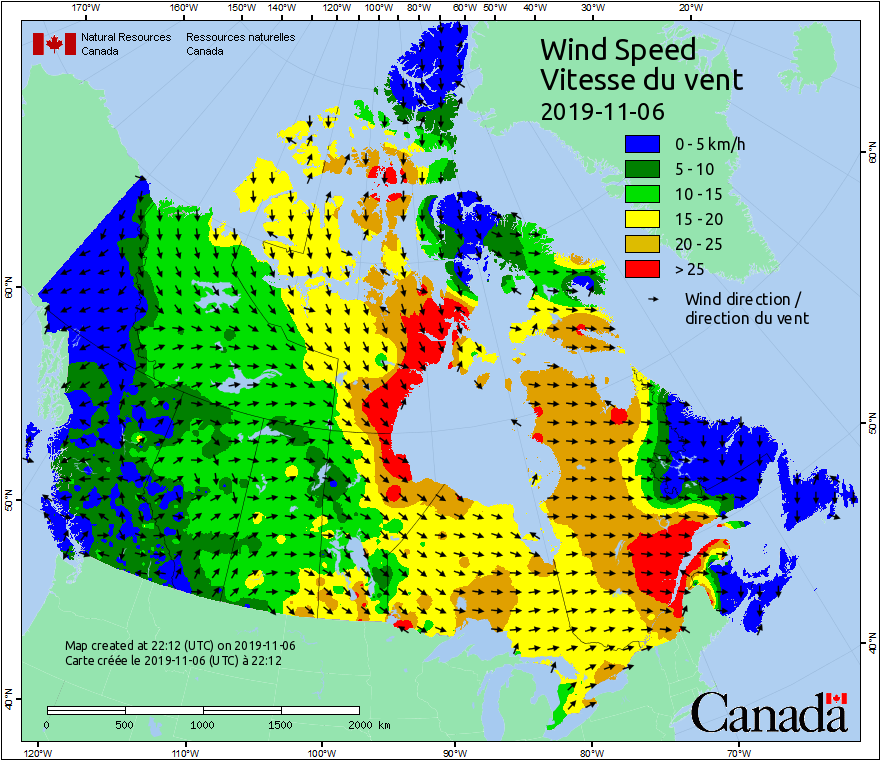 170°W 160°W 150°W 140°W 130°W 120°W 110°W 100°W 80°W 60°W 50°W 40°W 30°W 20°W
Natural Resources Ressources naturelles
Canada Canada
Wind Speed
Vitesse du vent
2019-11-06
0 - 5 km/h
5 - 10
10 - 15
15 - 20
20 - 25
> 25
Wind direction /
direction du vent
60°N
50°N
40°N
60°N
50°N
40°N
Map created at 22:12 (UTC) on 2019-11-06
Carte créée le 2019-11-06 (UTC) à 22:12
0 500 1000 1500 2000 km
Canada
120°W 110°W 100°W 90°W 80°W 70°W